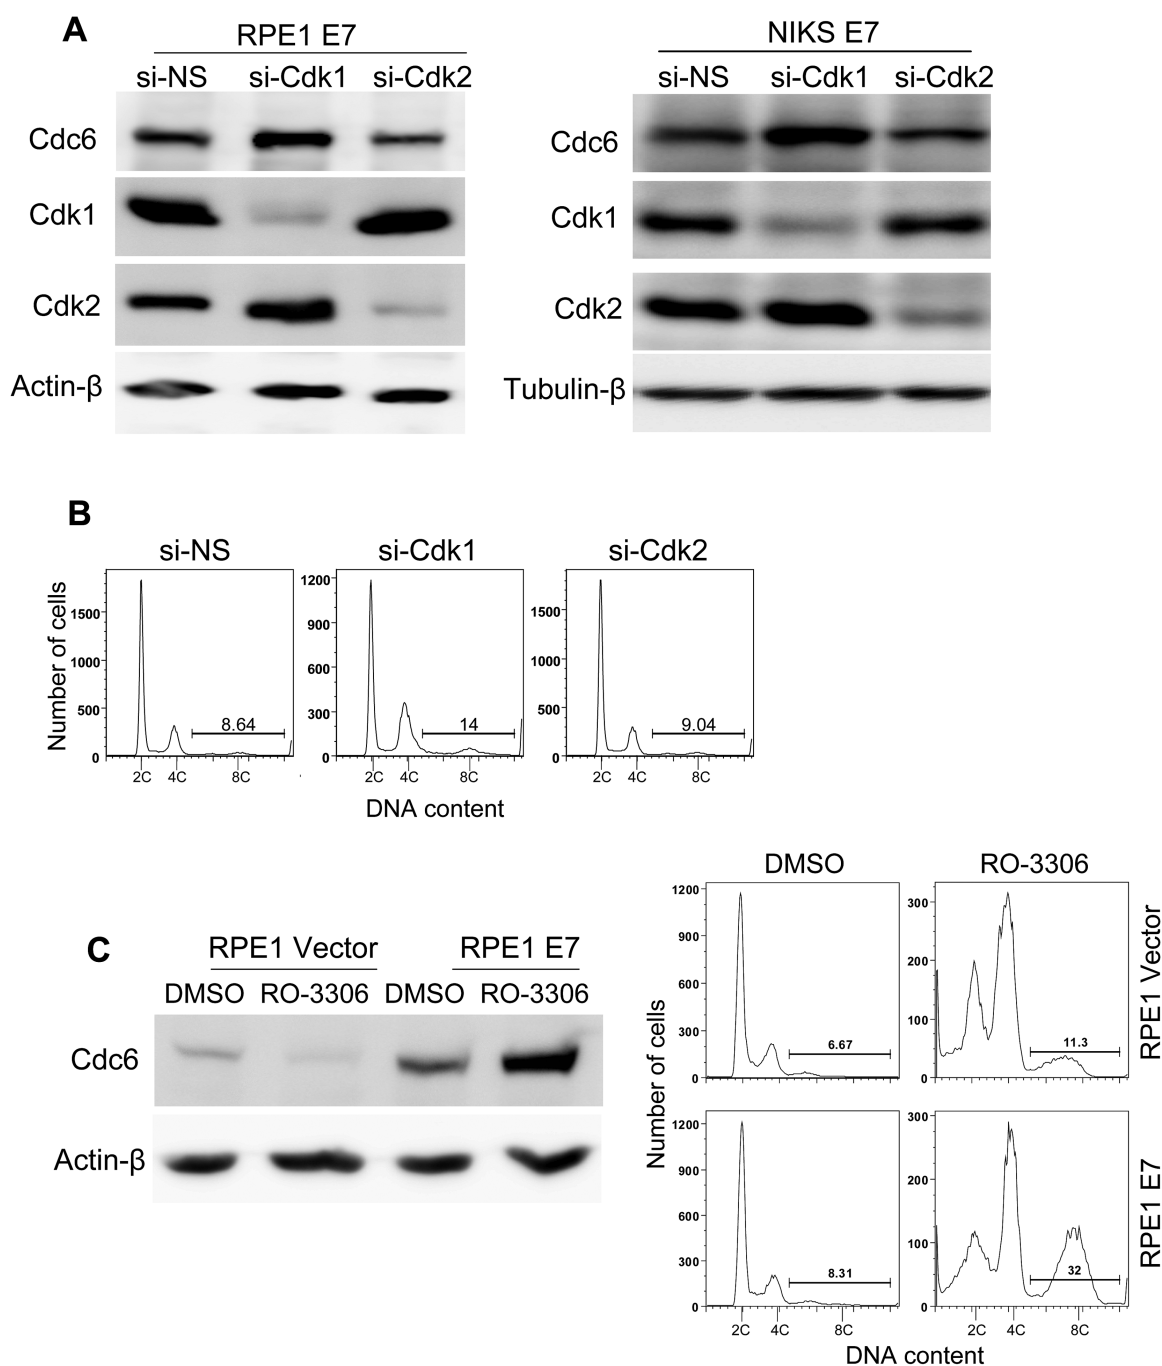 A
RPE1 E7
NIKS E7
si-NS si-Cdk1 si-Cdk2
si-NS si-Cdk1 si-Cdk2
Cdc6
Cdk1
Cdk2
Actin-β
Cdc6
Cdk1
Cdk2
Tubulin-β
B
si-NS
si-Cdk1
si-Cdk2
Number of cells
1500
1000
500
0
8.64
2C 4C 8C
1200
900
600
300
0
14
2C 4C 8C
1500
1000
500
0
9.04
2C 4C 8C
DNA content
C
RPE1 Vector RPE1 E7
DMSO RO-3306 DMSO RO-3306
Cdc6
Actin-β
DMSO
RO-3306
Number of cells
1200
900
600
300
0
6.67
300
200
100
0
11.3
RPE1 Vector
1200
900
600
300
0
8.31
2C 4C 8C
300
200
100
0
32
2C 4C 8C
RPE1 E7
DNA content